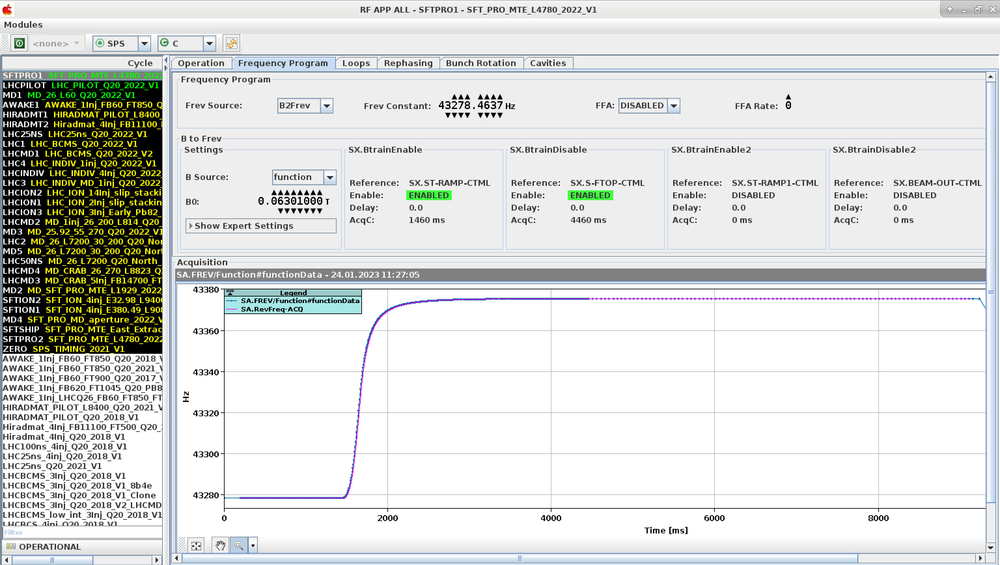 RF APP ALL - SFTPRO1 - SFT_PRO_MTE_L4780_2022_V1
Modules
<none> SPS C
Cycle
SFTPRO1 SFT_PRO_MTE_L4780_2022
LHCPILOT LHC_PILOT_Q20_2022_V1
MD1 MD_26_L60_Q20_2022_V1
AWAKE1 AWAKE_1Inj_FB60_FT850_Q
HIRADMT1 HIRADMAT_PILOT_L8400_
HIRADMT2 Hiradmat_4Inj_FB11100_
LHC25NS LHC25ns_Q20_2022_V1
LHC1 LHC_BCMS_Q20_2022_V1
LHCMD1 LHC_BCMS_Q20_2022_V2
LHC4 LHC_INDIV_1inj_Q20_2022_V1
LHCINDIV LHC_INDIV_4Inj_Q20_2022_
LHC3 LHC_INDIV_MD_1inj_Q20_2022_
LHCION2 LHC_ION_14Inj_slip_stacki
LHCION1 LHC_ION_2Inj_slip_stackin
LHCION3 LHC_ION_3Inj_Early_Pb82_
LHCMD2 MD_1inj_26_200_L814_Q20_
MD3 MD_25.92_55_270_Q20_2022_V1
LHC2 MD_26_L7200_30_200_Q20_Nor
MD5 MD_26_L7200_30_200_Q20_Nort
LHC50NS MD_26_L7200_Q20_North_
LHCMD4 MD_CRAB_26_270_L8823_Q
LHCMD3 MD_CRAB_5Inj_FB14700_FT
MD2 MD_SFT_PRO_MTE_L1929_2022
SFTION2 SFT_ION_4inj_E32.98_L940
SFTION1 SFT_ION_4inj_E380.49_L90
MD4 SFT_PRO_MD_aperture_2022_V
SFTSHIP SFT_PRO_MTE_East_Extrac
SFTPRO2 SFT_PRO_MTE_L4780_2022
ZERO SPS_TIMING_2021_V1
AWAKE_1Inj_FB60_FT850_Q20_2018_V
AWAKE_1Inj_FB60_FT850_Q20_2021_V
AWAKE_1Inj_FB60_FT900_Q20_2017_V
AWAKE_1Inj_FB620_FT1045_Q20_PB8
AWAKE_1Inj_LHCQ26_FB60_FT850_FT
HIRADMAT_PILOT_L8400_Q20_2021_V
HIRADMAT_PILOT_Q20_2018_V1
Hiradmat_4Inj_FB11100_FT500_Q20_
Hiradmat_4Inj_Q20_2018_V1
LHC100ns_4inj_Q20_2018_V1
LHC25ns_4inj_Q20_2018_V1
LHC25ns_Q20_2021_V1
LHCBCMS_3Inj_Q20_2018_V1
LHCBCMS_3Inj_Q20_2018_V1_8b4e
LHCBCMS_3Inj_Q20_2018_V1_Clone
LHCBCMS_3Inj_Q20_2018_V2_LHCMD
LHCBCMS_low_int_3Inj_Q20_2018_V1
LHCBCS_4inj_Q20_2018_V1
Filter
OPERATIONAL
Operation Frequency Program Loops Rephasing Bunch Rotation Cavities
Frequency Program
Frev Source: B2Frev Frev Constant: 43278.4637 Hz FFA: DISABLED FFA Rate: 0
B to Frev
Settings
B Source: function
B0: 0.06301000 T
Show Expert Settings
SX.BtrainEnable
Reference: SX.ST-RAMP-CTML
Enable: ENABLED
Delay: 0.0
AcqC: 1460 ms
SX.BtrainDisable
Reference: SX.S-FTOP-CTML
Enable: ENABLED
Delay: 0.0
AcqC: 4460 ms
SX.BtrainEnable2
Reference: SX.ST-RAMP1-CTML
Enable: DISABLED
Delay: 0.0
AcqC: 0 ms
SX.BtrainDisable2
Reference: SX.BEAM-OUT-CTML
Enable: DISABLED
Delay: 0.0
AcqC: 0 ms
Acquisition
SA.FREV/Function#functionData - 24.01.2023 11:27:05
Legend
SA.FREV/Function#functionData
SA.RevFreq-ACQ
43380
43360
43340
43320
43300
43280
Hz
0 2000 4000 6000 8000
Time [ms]